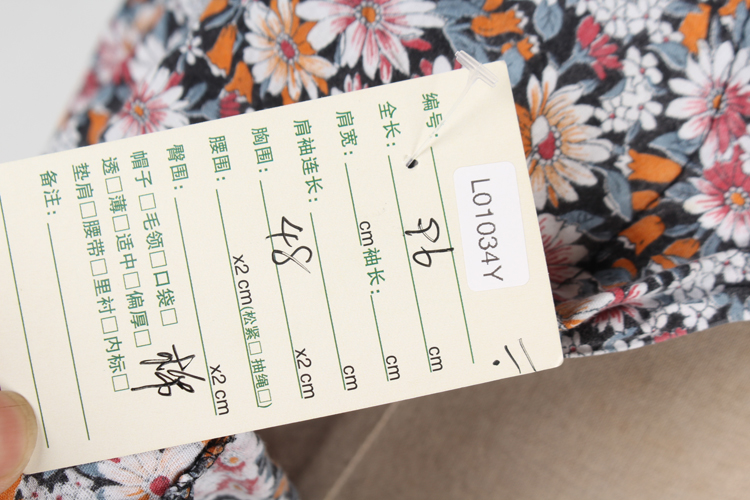 L01034Y
编号:
全长: 96 cm
肩宽: cm 袖长: cm
肩袖连长: cm
胸围: 48 x2 cm
腰围: x2 cm(松紧□ 抽绳□)
臀围: x2 cm
帽子□毛领□口袋□
透□薄□适中□偏厚□
垫肩□腰带□里衬□内标□
备注: